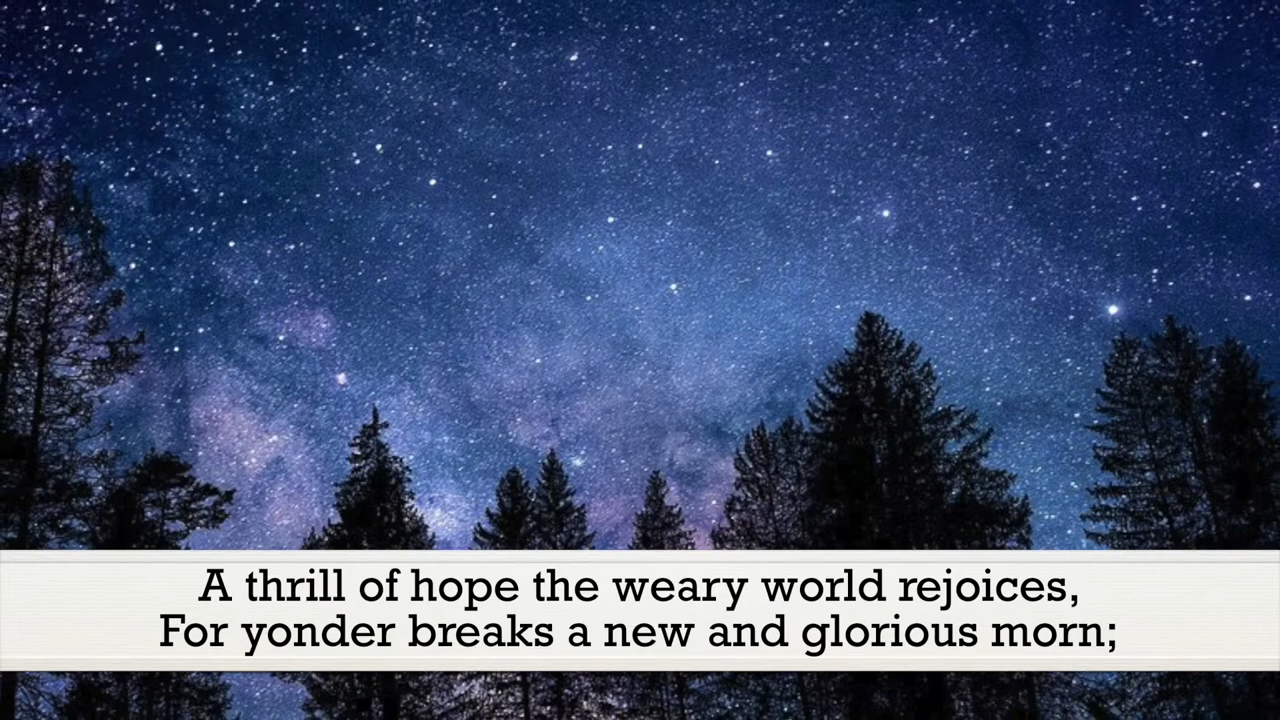 A thrill of hope the weary world rejoices,
For yonder breaks a new and glorious morn;